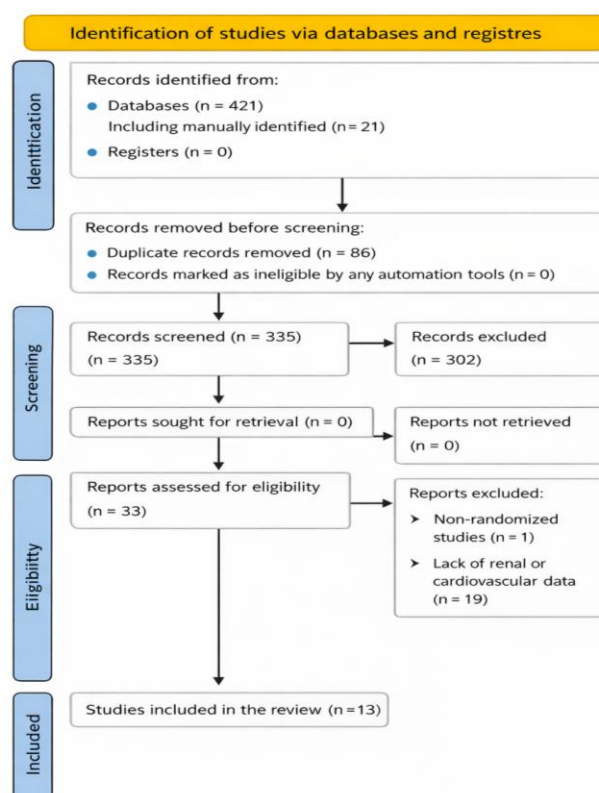 Identification of studies via databases and registres
Identittication
Records identified from:
Databases (n = 421)
Including manually identified (n = 21)
Registers (n = 0)
Records removed before screening:
Duplicate records removed (n = 86)
Records marked as ineligible by any automation tools (n = 0)
Screening
Records screened (n = 335)
(n = 335)
Records excluded
(n = 302)
Reports sought for retrieval (n = 0)
Reports not retrieved
(n = 0)
Eiigibiitty
Reports assessed for eligibility
(n = 33)
Reports excluded:
Non-randomized
studies (n = 1)
Lack of renal or
cardiovascular data
(n = 19)
Included
Studies included in the review (n =13)